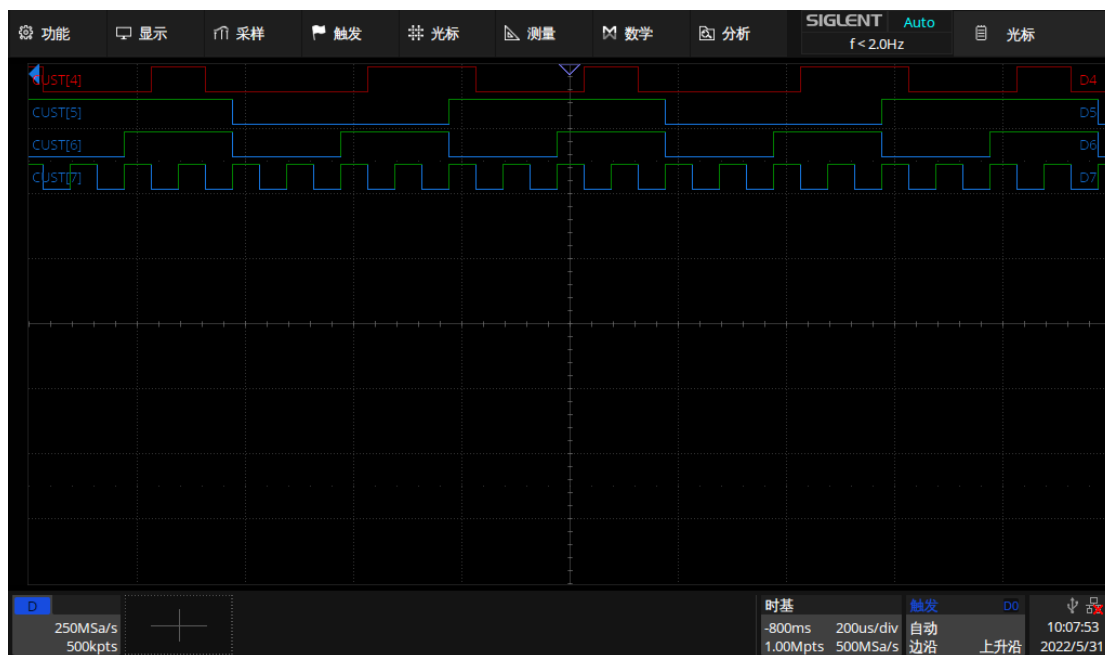 功能 显示 采样 触发 光标 测量 数学 分析 SIGLENT Auto 光标
f < 2.0Hz
CUST[4] D4
CUST[5] D5
CUST[6] D6
CUST[7] D7
D 时基 触发 D0
250MSa/s -800ms 200us/div 自动 10:07:53
500kpts 1.00Mpts 500MSa/s 边沿 上升沿 2022/5/31